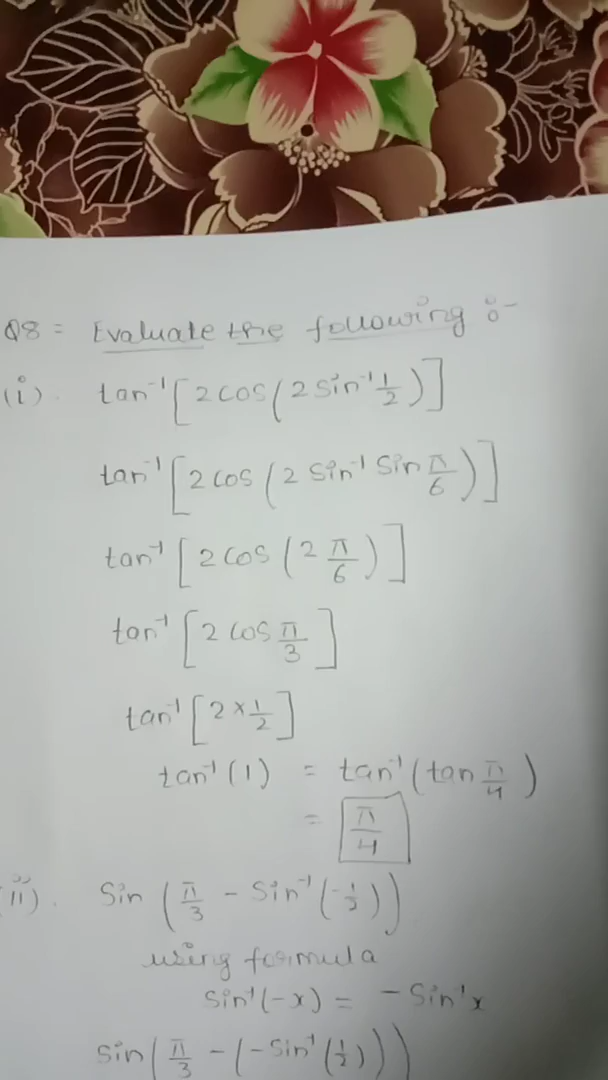 Q8 = Evaluate the following :-
(i). tan⁻¹[2cos(2sin⁻¹ 1/2)]
tan⁻¹[2cos(2 sin⁻¹ sin π/6)]
tan⁻¹[2cos(2 π/6)]
tan⁻¹[2 cos π/3]
tan⁻¹[2 × 1/2]
tan⁻¹(1) = tan⁻¹(tan π/4)
= π/4
(ii). Sin(π/3 - Sin⁻¹(-1/2))
using formula
Sin⁻¹(-x) = - Sin⁻¹x
sin(π/3 - (-Sin⁻¹(1/2)))